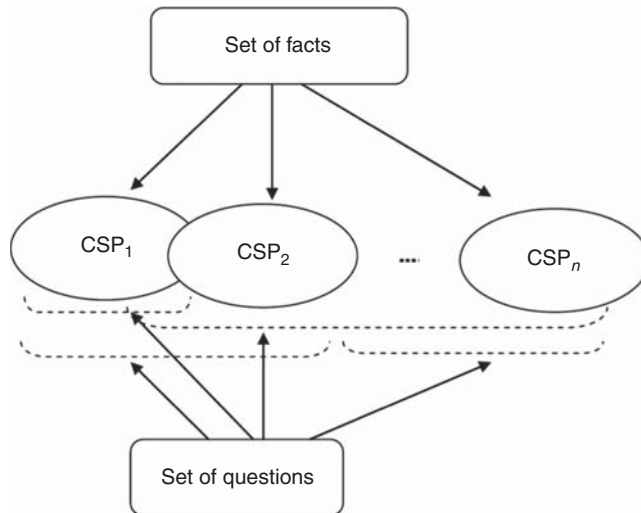 Set of facts
CSP₁
CSP₂
....
CSPₙ
Set of questions